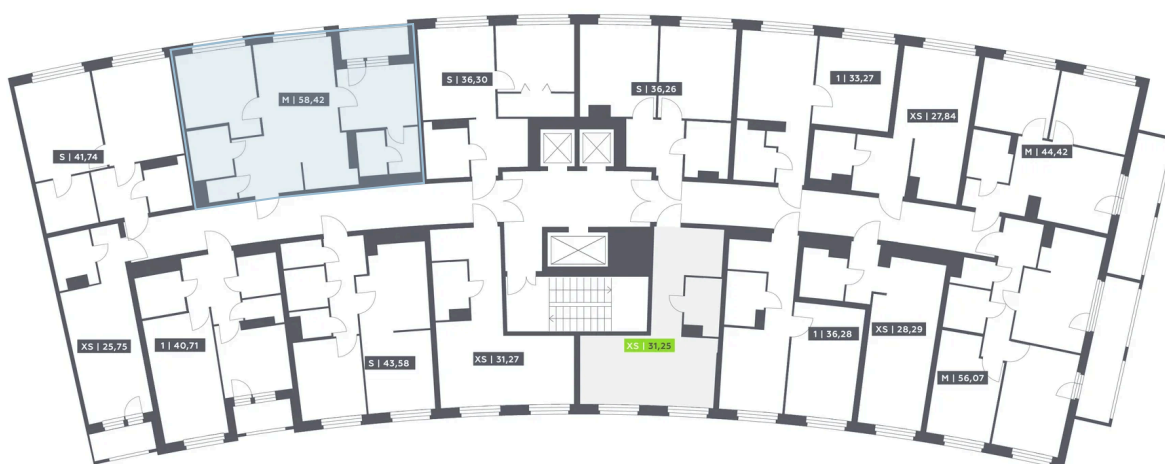 S | 41,74
M | 58,42
S | 36,30
S | 36,26
1 | 33,27
XS | 27,84
M | 44,42
XS | 25,75
1 | 40,71
S | 43,58
XS | 31,27
XS | 31,25
1 | 36,28
XS | 28,29
M | 56,07